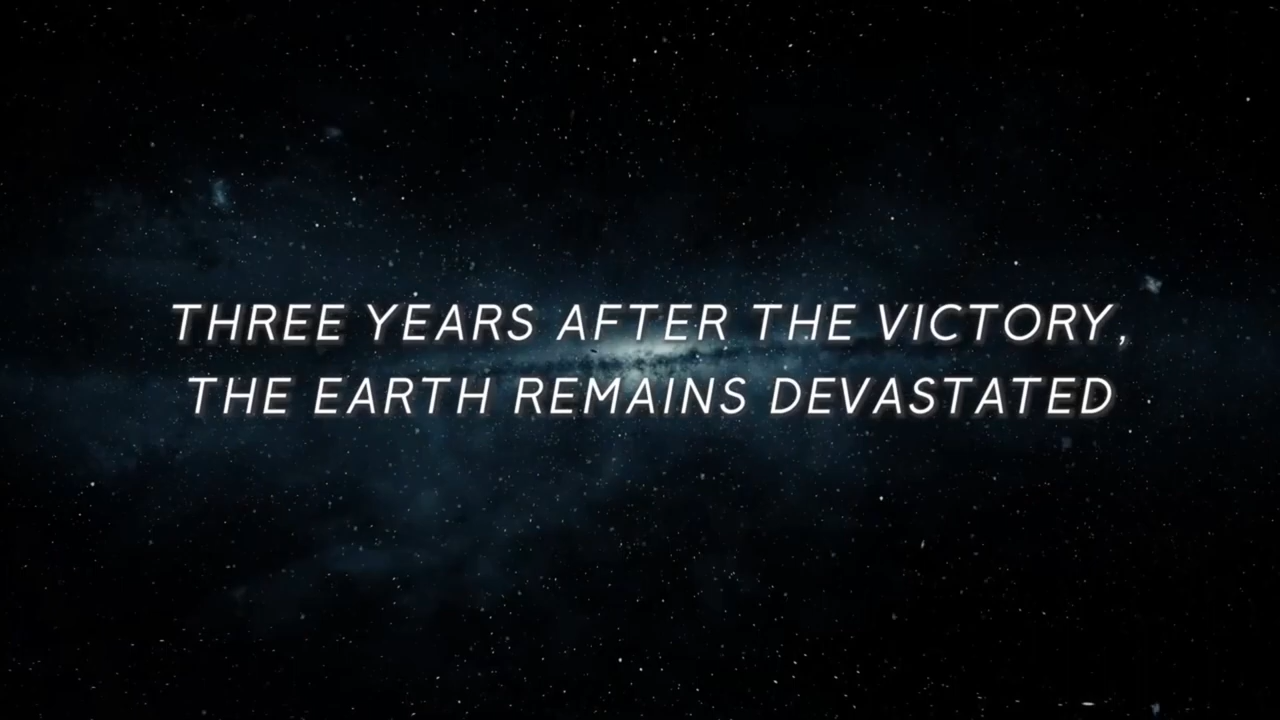 THREE YEARS AFTER THE VICTORY,
THE EARTH REMAINS DEVASTATED